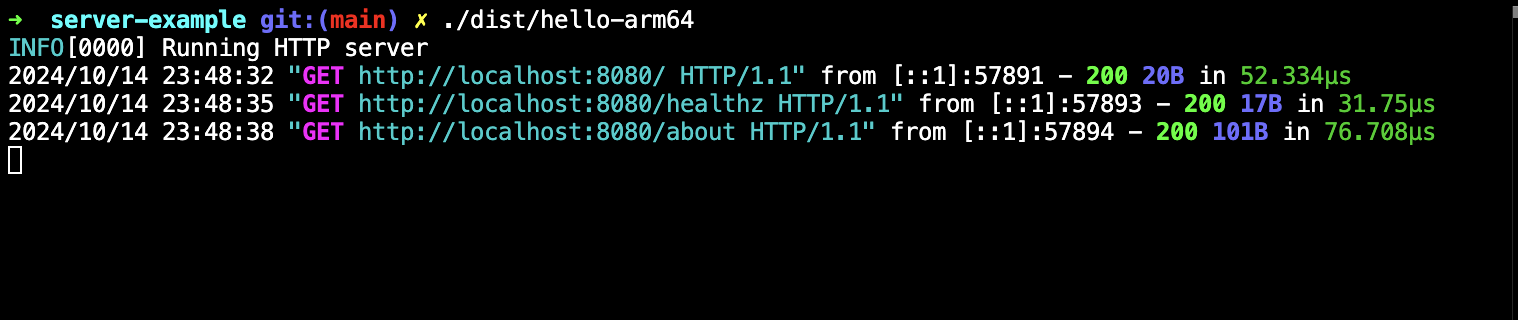 ➜  server-example git:(main) ✗ ./dist/hello-arm64
INFO[0000] Running HTTP server
2024/10/14 23:48:32 "GET http://localhost:8080/ HTTP/1.1" from [::1]:57891 - 200 20B in 52.334µs
2024/10/14 23:48:35 "GET http://localhost:8080/healthz HTTP/1.1" from [::1]:57893 - 200 17B in 31.75µs
2024/10/14 23:48:38 "GET http://localhost:8080/about HTTP/1.1" from [::1]:57894 - 200 101B in 76.708µs